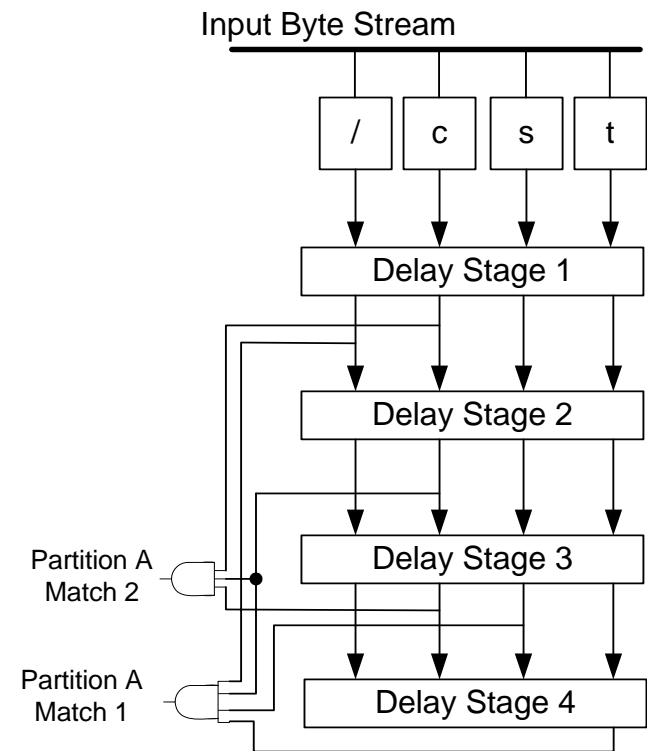 Input Byte Stream
/ c s t
Delay Stage 1
Delay Stage 2
Delay Stage 3
Partition A
Match 2
Partition A
Match 1
Delay Stage 4